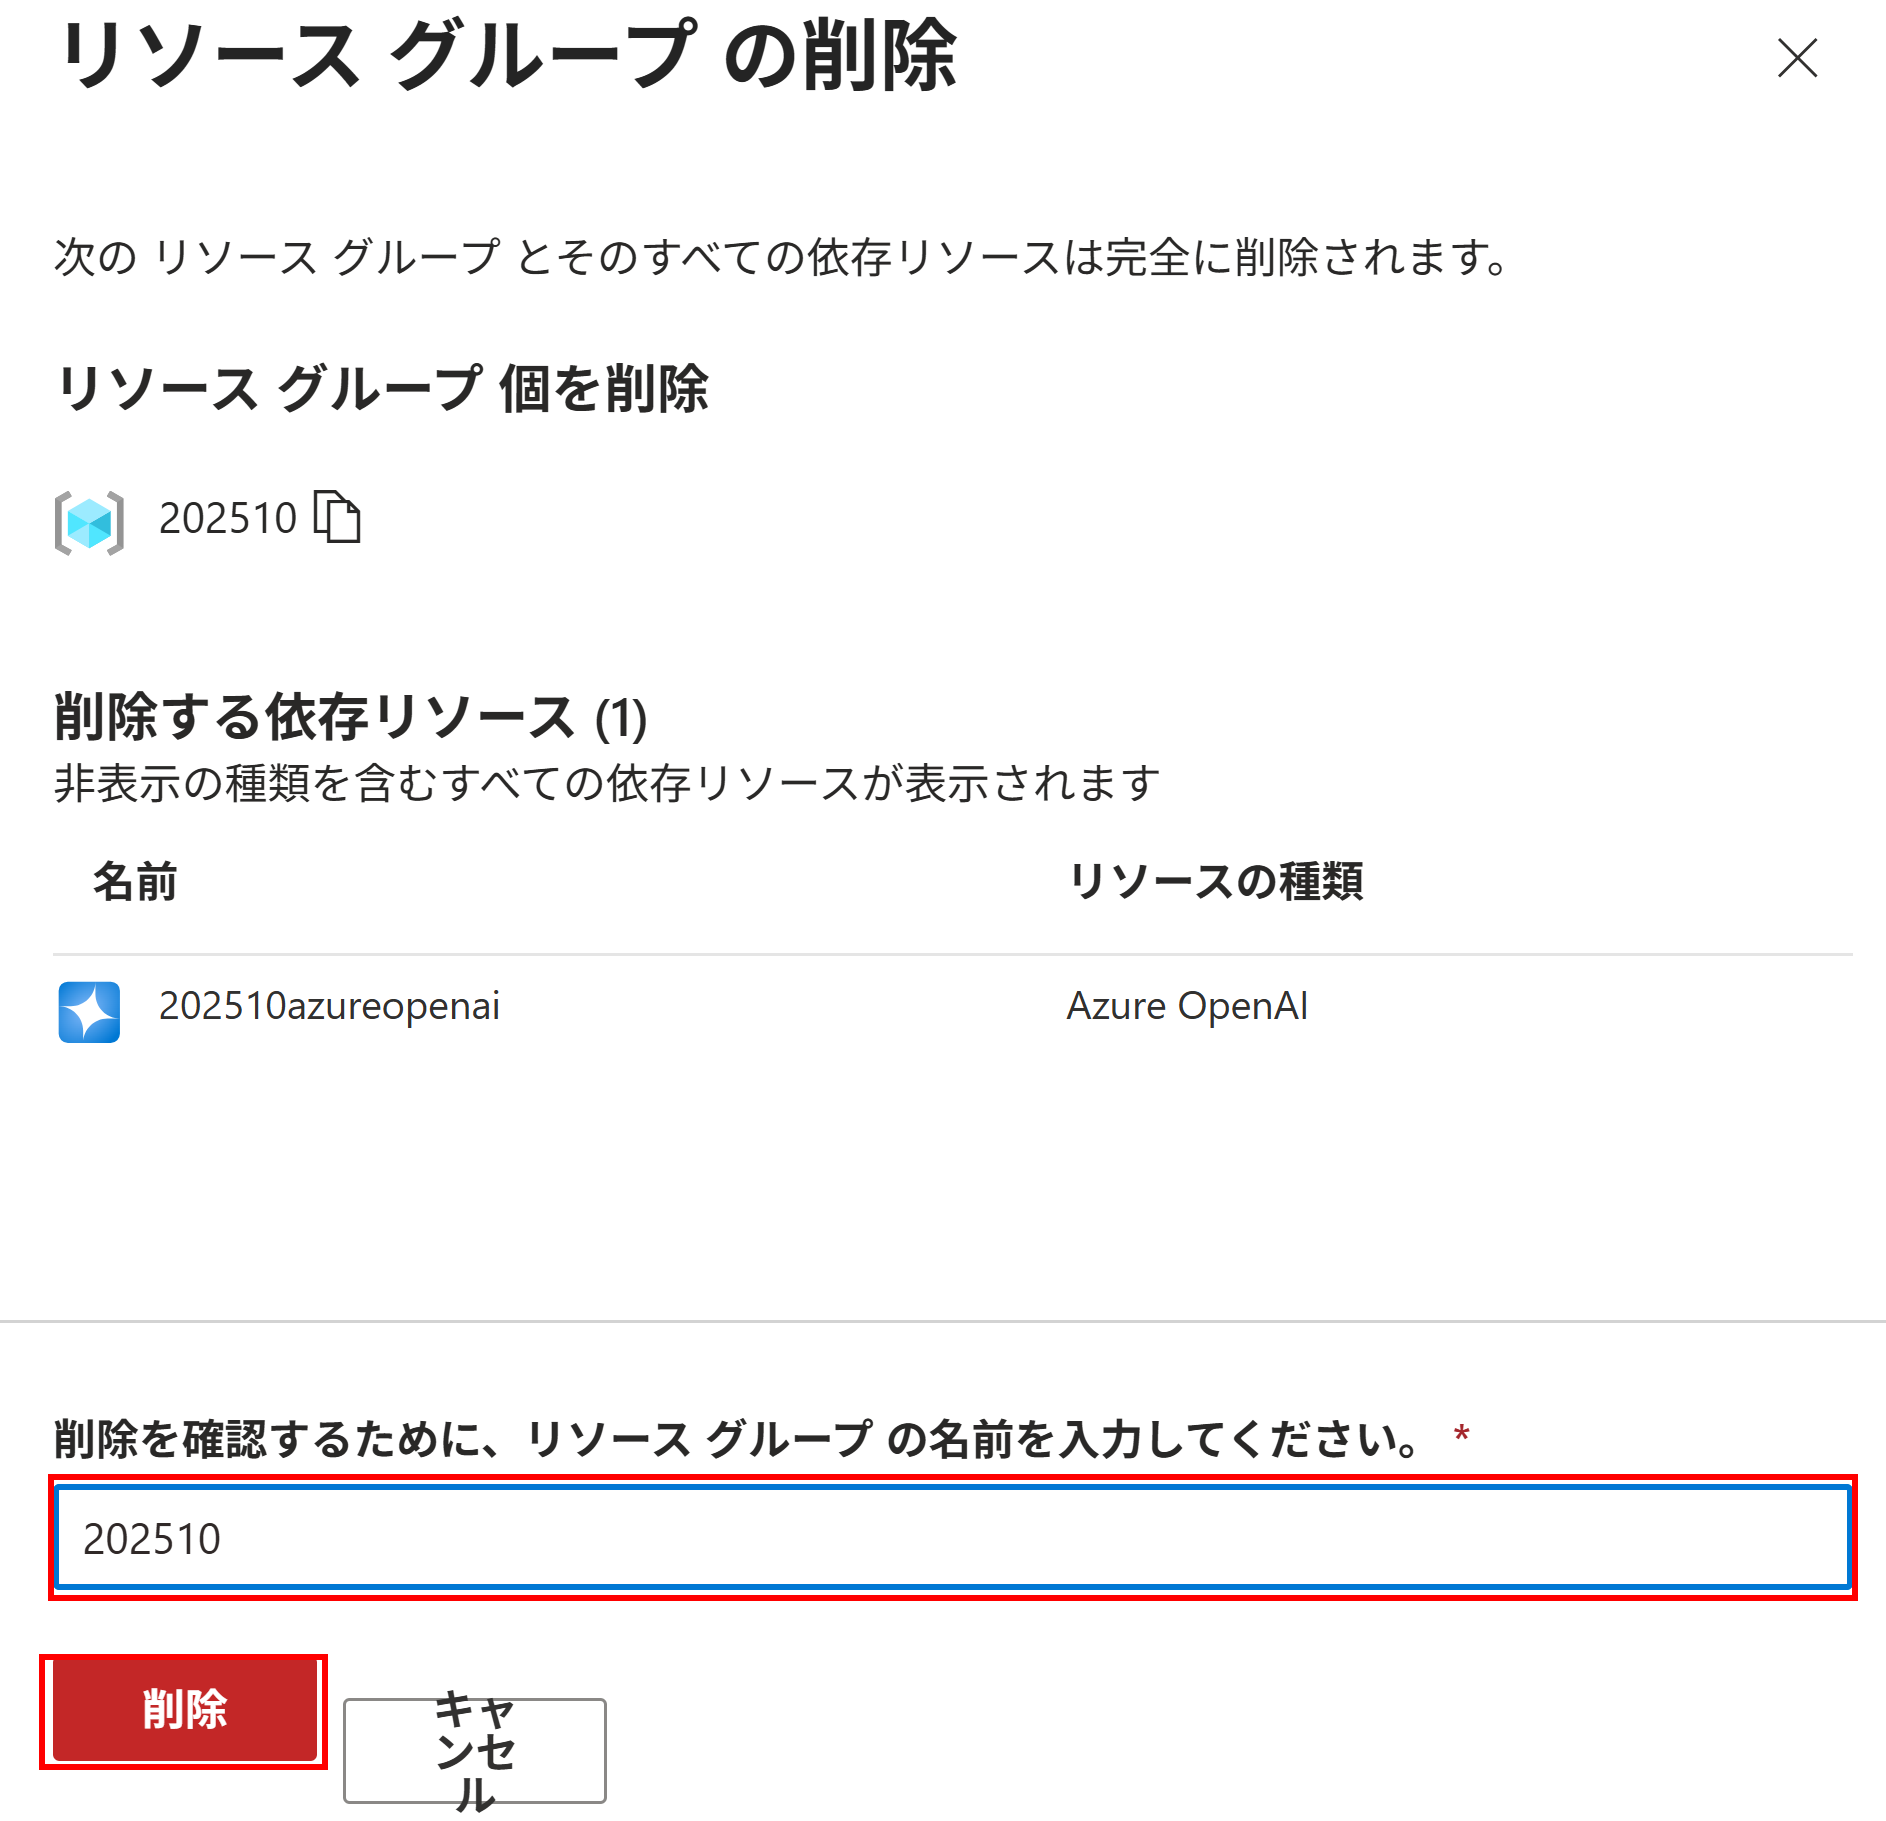 リソース グループ の削除
次の リソース グループ とそのすべての依存リソースは完全に削除されます。
リソース グループ 個を削除
202510
削除する依存リソース (1)
非表示の種類を含むすべての依存リソースが表示されます
名前 リソースの種類
202510azureopenai Azure OpenAI
削除を確認するために、リソース グループ の名前を入力してください。 *
202510
削除
キャ
ンセ
ル